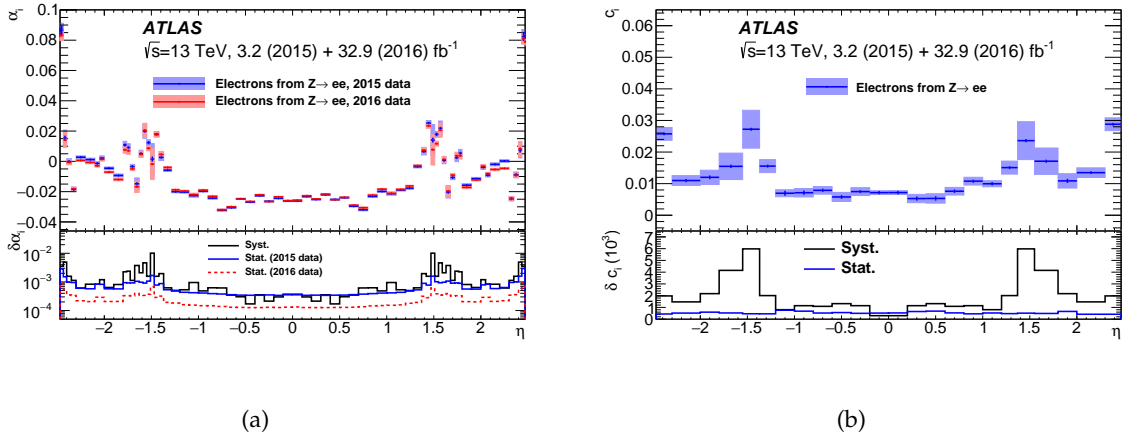 α_i
ATLAS
√s=13 TeV, 3.2 (2015) + 32.9 (2016) fb⁻¹
Electrons from Z→ ee, 2015 data
Electrons from Z→ ee, 2016 data
0.1
0.08
0.06
0.04
0.02
0
−0.02
−0.04
δα_i
Syst.
Stat. (2015 data)
Stat. (2016 data)
10⁻²
10⁻³
10⁻⁴
−2 −1.5 −1 −0.5 0 0.5 1 1.5 2
η
(a)
c_i
ATLAS
√s=13 TeV, 3.2 (2015) + 32.9 (2016) fb⁻¹
Electrons from Z→ ee
0.06
0.05
0.04
0.03
0.02
0.01
0
δ c_i (10³)
Syst.
Stat.
7
6
5
4
3
2
1
0
−2 −1.5 −1 −0.5 0 0.5 1 1.5 2
η
(b)